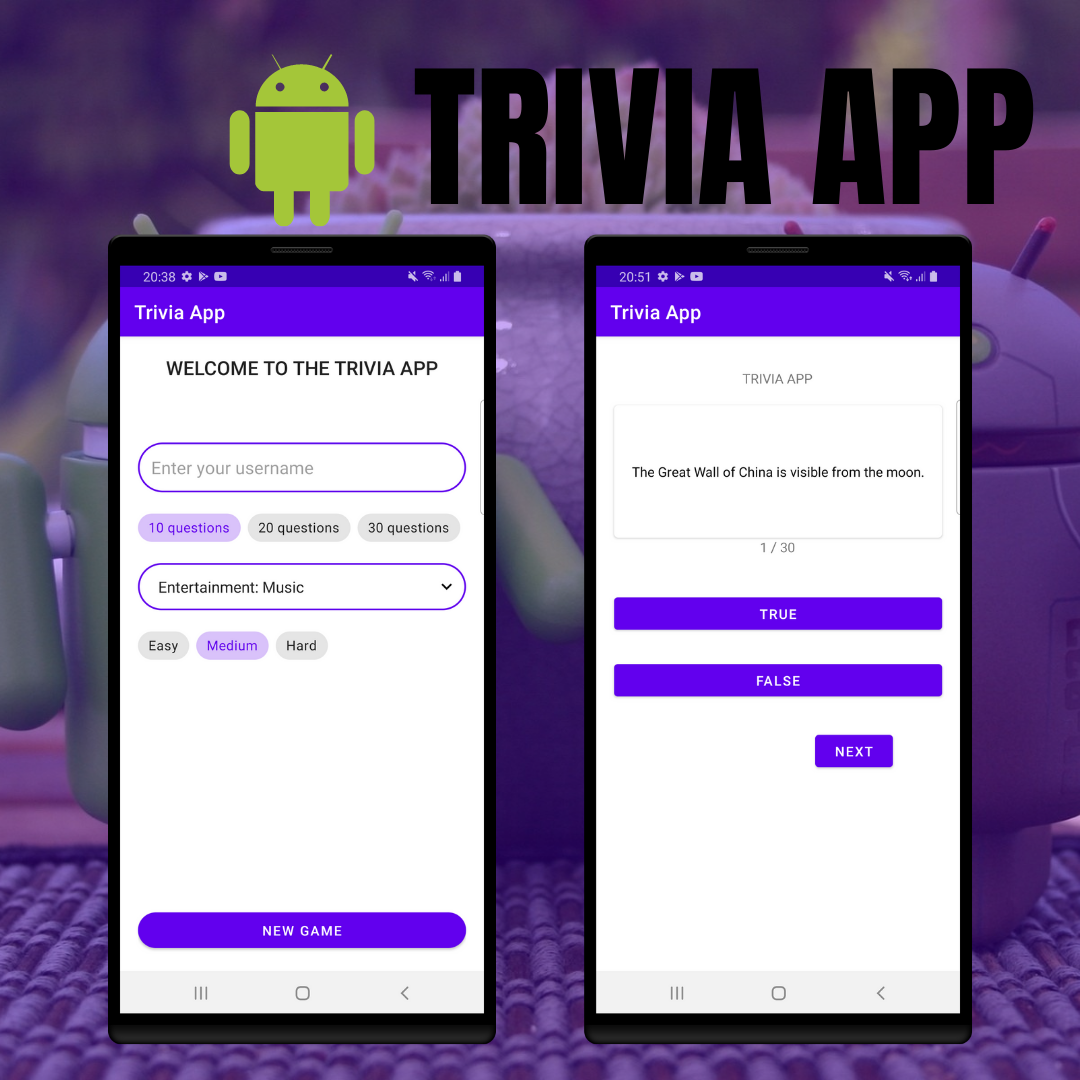 TRIVIA APP
20:38
Trivia App
WELCOME TO THE TRIVIA APP
Enter your username
10 questions 20 questions 30 questions
Entertainment: Music
Easy Medium Hard
NEW GAME
20:51
Trivia App
TRIVIA APP
The Great Wall of China is visible from the moon.
1 / 30
TRUE
FALSE
NEXT